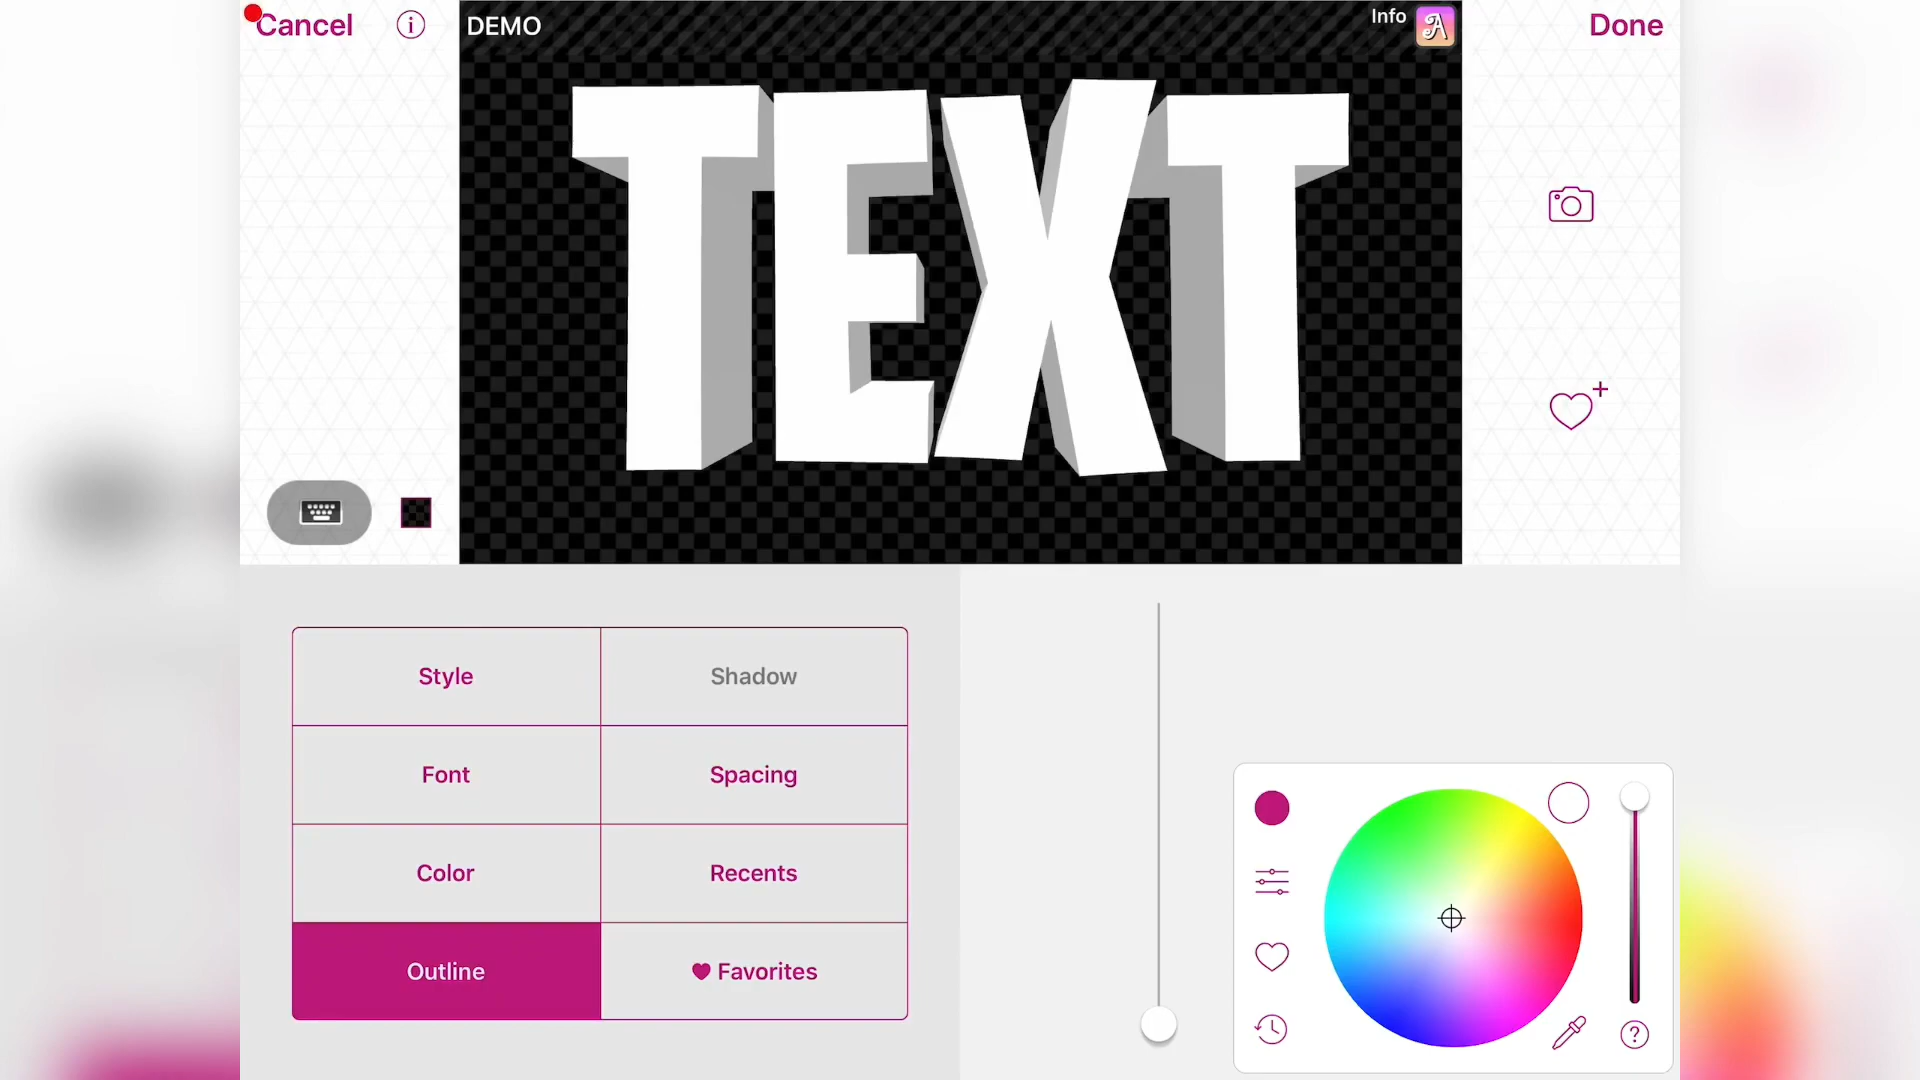 Cancel
DEMO
Info
Done
TEXT
Style
Shadow
Font
Spacing
Color
Recents
Outline
Favorites